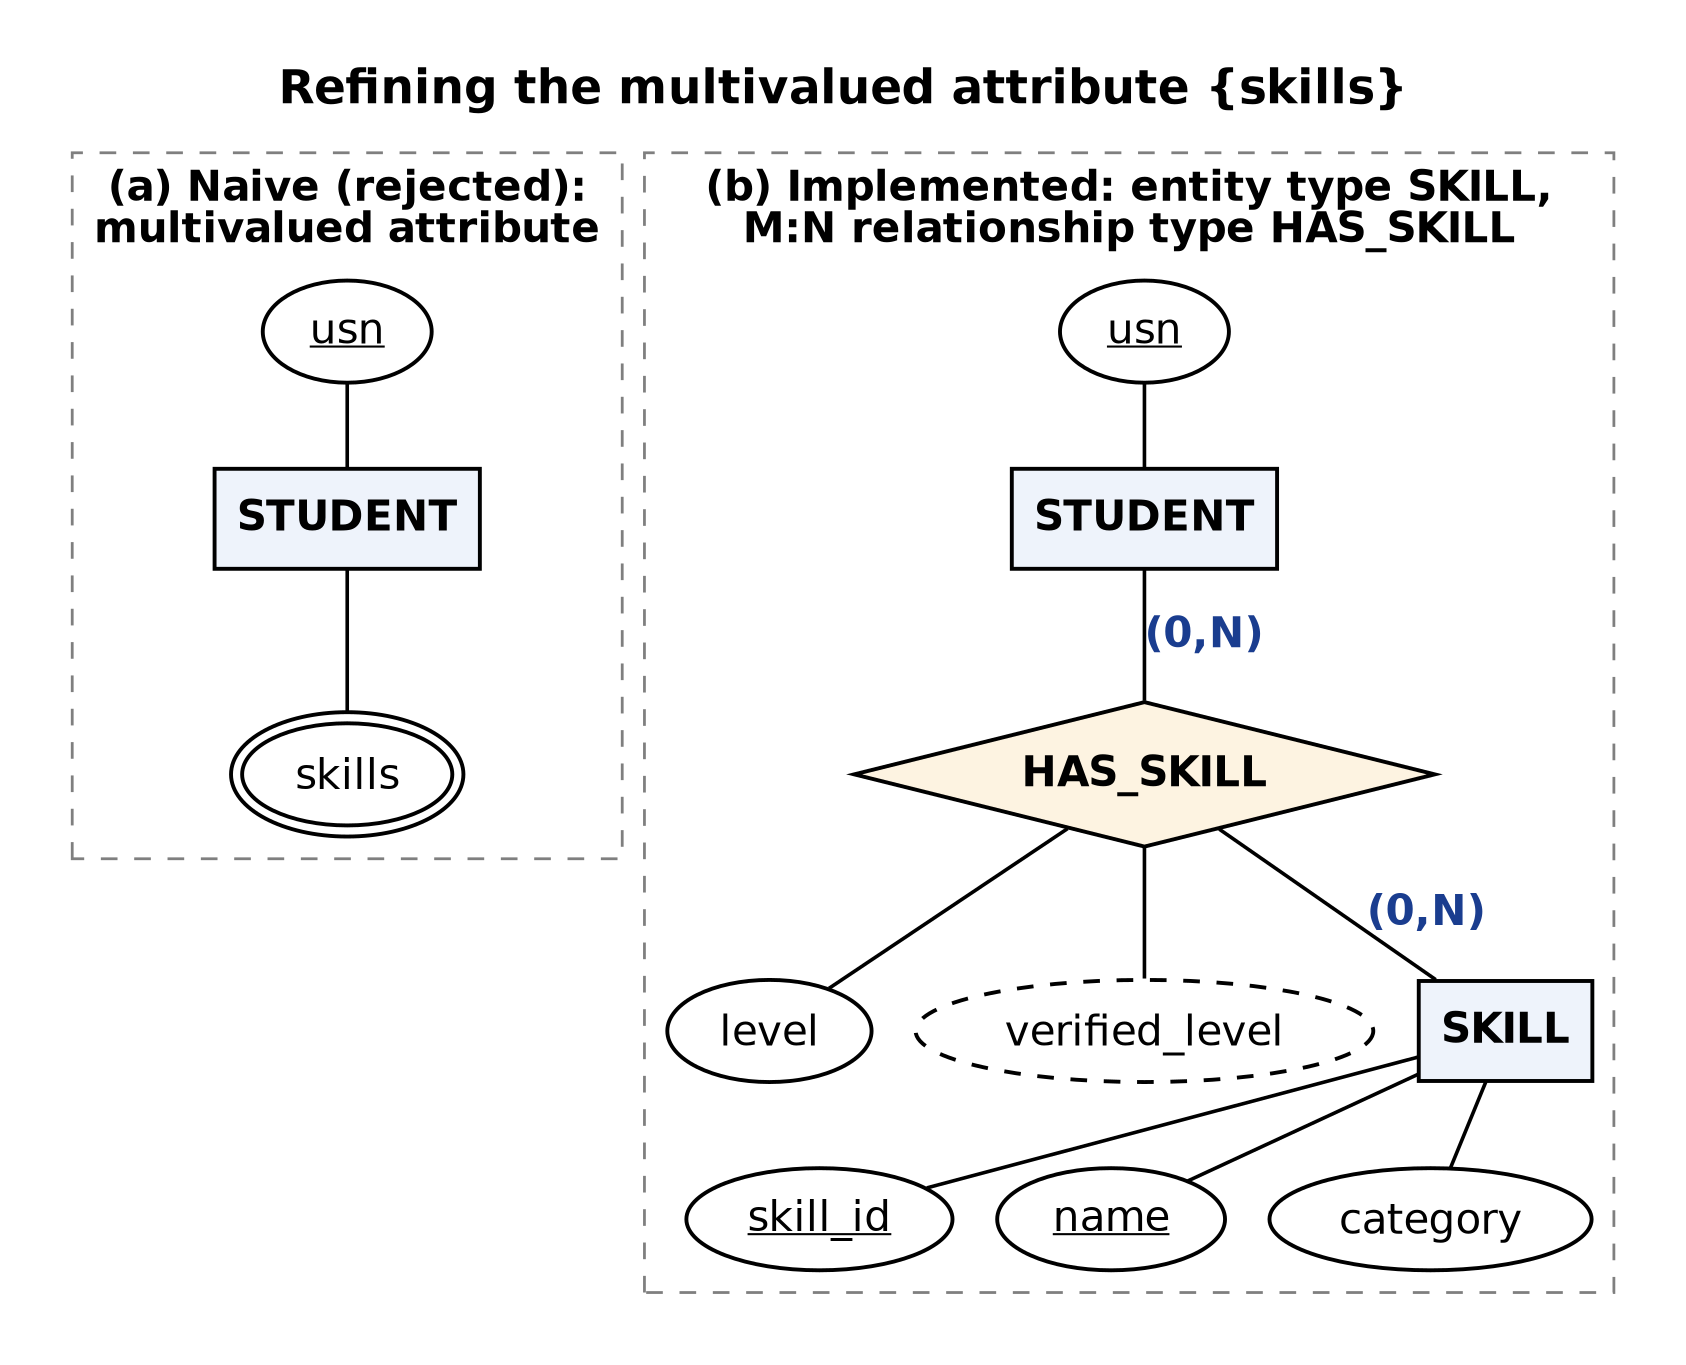 Refining the multivalued attribute {skills}
(a) Naive (rejected):
multivalued attribute
usn
STUDENT
skills
(b) Implemented: entity type SKILL,
M:N relationship type HAS_SKILL
usn
STUDENT
(0,N)
HAS_SKILL
(0,N)
level
verified_level
SKILL
skill_id
name
category